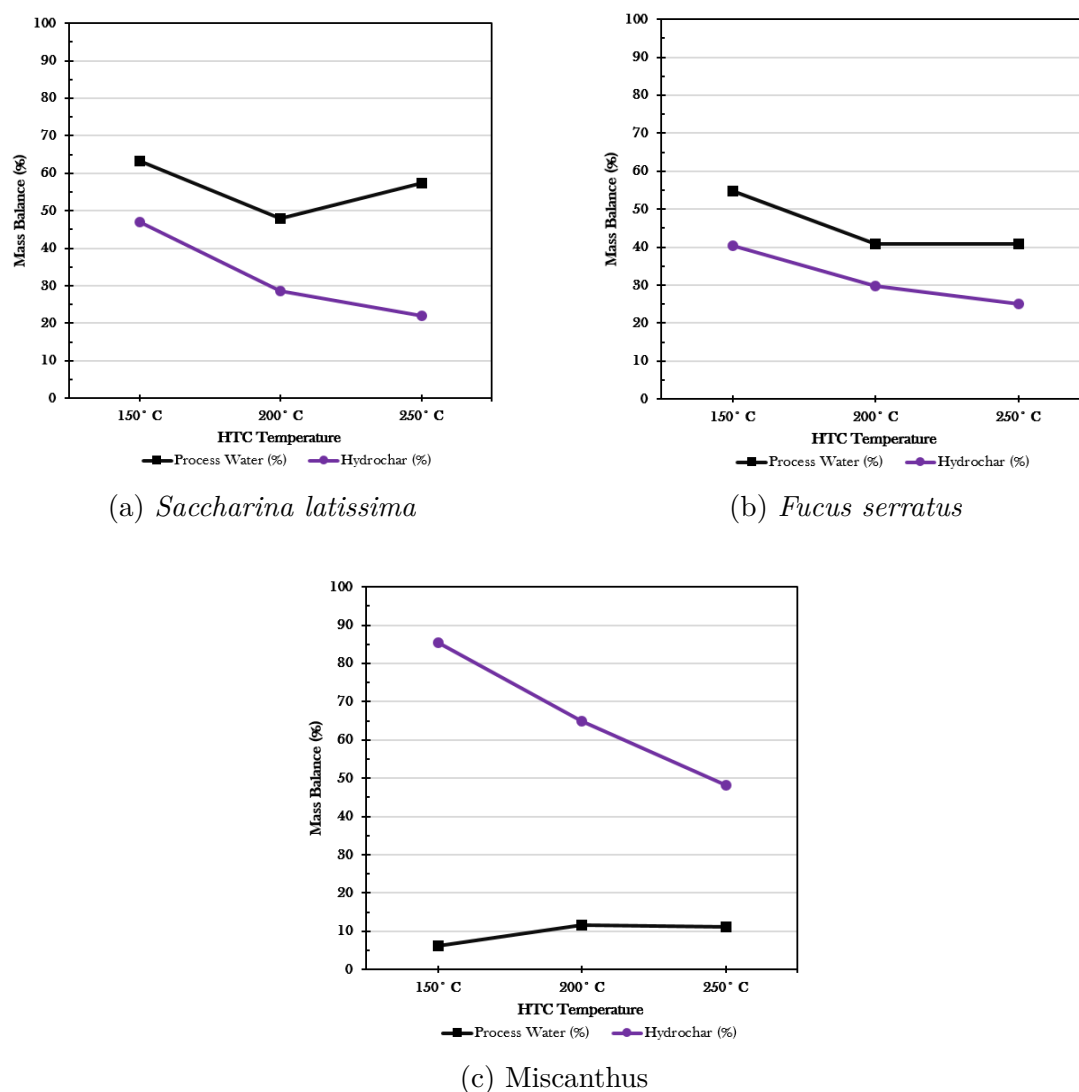 100
90
80
70
60
50
40
30
20
10
0
Mass Balance (%)
150° C 200° C 250° C
HTC Temperature
Process Water (%) Hydrochar (%)
(a) Saccharina latissima
100
90
80
70
60
50
40
30
20
10
0
Mass Balance (%)
150° C 200° C 250° C
HTC Temperature
Process Water (%) Hydrochar (%)
(b) Fucus serratus
100
90
80
70
60
50
40
30
20
10
0
Mass Balance (%)
150° C 200° C 250° C
HTC Temperature
Process Water (%) Hydrochar (%)
(c) Miscanthus